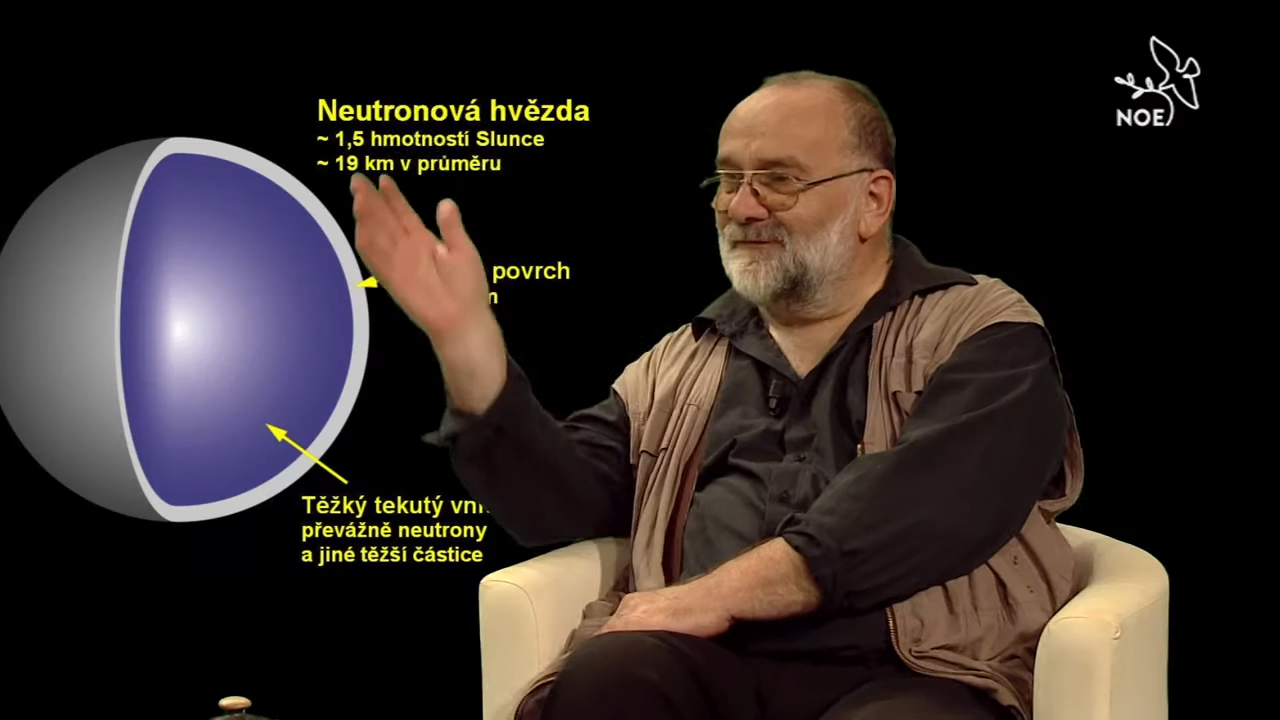 Neutronová hvězda
~ 1,5 hmotností Slunce
~ 19 km v průměru
povrch
Těžký tekutý
převážně neutrony
a jiné těžší částice
NOE